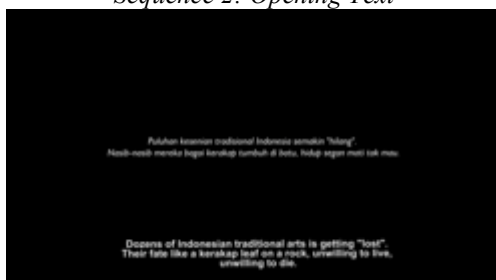 Sequence 2: Opening Text
Puluhan kesenian tradisional Indonesia semakin "hilang".
Nasib-nasib mereka bagai kerakap tumbuh di batu, hidup segan mati tak mau.
Dozens of Indonesian traditional arts is getting "lost".
Their fate like a kerakap leaf on a rock, unwilling to live,
unwilling to die.